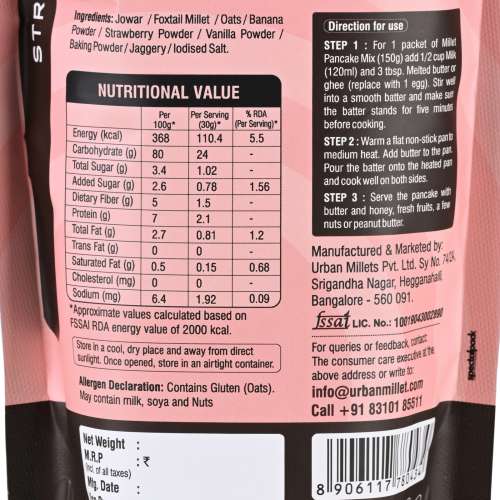 STR
Ingredients: Jowar / Foxtail Millet / Oats / Banana
Powder / Strawberry Powder / Vanilla Powder /
Baking Powder / Jaggery / Iodised Salt.
NUTRITIONAL VALUE
Per 100g* Per Serving (30g)* % RDA (Per Serving)*
Energy (kcal) 368 110.4 5.5
Carbohydrate (g) 80 24
Total Sugar (g) 3.4 1.02
Added Sugar (g) 2.6 0.78 1.56
Dietary Fiber (g) 5 1.5
Protein (g) 7 2.1
Total Fat (g) 2.7 0.81 1.2
Trans Fat (g) 0 0
Saturated Fat (g) 0.5 0.15 0.68
Cholesterol (mg) 0 0
Sodium (mg) 6.4 1.92 0.09
*Approximate values calculated based on
FSSAI RDA energy value of 2000 kcal.
Store in a cool, dry place and away from direct
sunlight. Once opened, store in an airtight container.
Allergen Declaration: Contains Gluten (Oats).
May contain milk, soya and Nuts
Net Weight :
M.R.P : ₹
(incl. of all taxes)
Mfg. Date :
Direction for use
STEP 1 : For 1 packet of Millet
Pancake Mix (150g) add 1/2 cup Milk
(120ml) and 3 tbsp. Melted butter or
ghee (replace with 1 egg). Stir well
into a smooth batter and make sure
the batter stands for five minutes
before cooking.
STEP 2 : Warm a flat non-stick pan to
medium heat. Add butter to the pan.
Pour the batter onto the heated pan
and cook well on both sides.
STEP 3 : Serve the pancake with
butter and honey, fresh fruits, a few
nuts or peanut butter.
Manufactured & Marketed by:
Urban Millets Pvt. Ltd. Sy No. 74/2A,
Srigandha Nagar, Hegganahalli,
Bangalore - 560 091.
fssai LIC. No.: 10019043002990
For queries or feedback, contact:
The consumer care executive at the
above address or write to:
info@urbanmillet.com
Call +91 83101 85511
specialpack
8 906117 780434